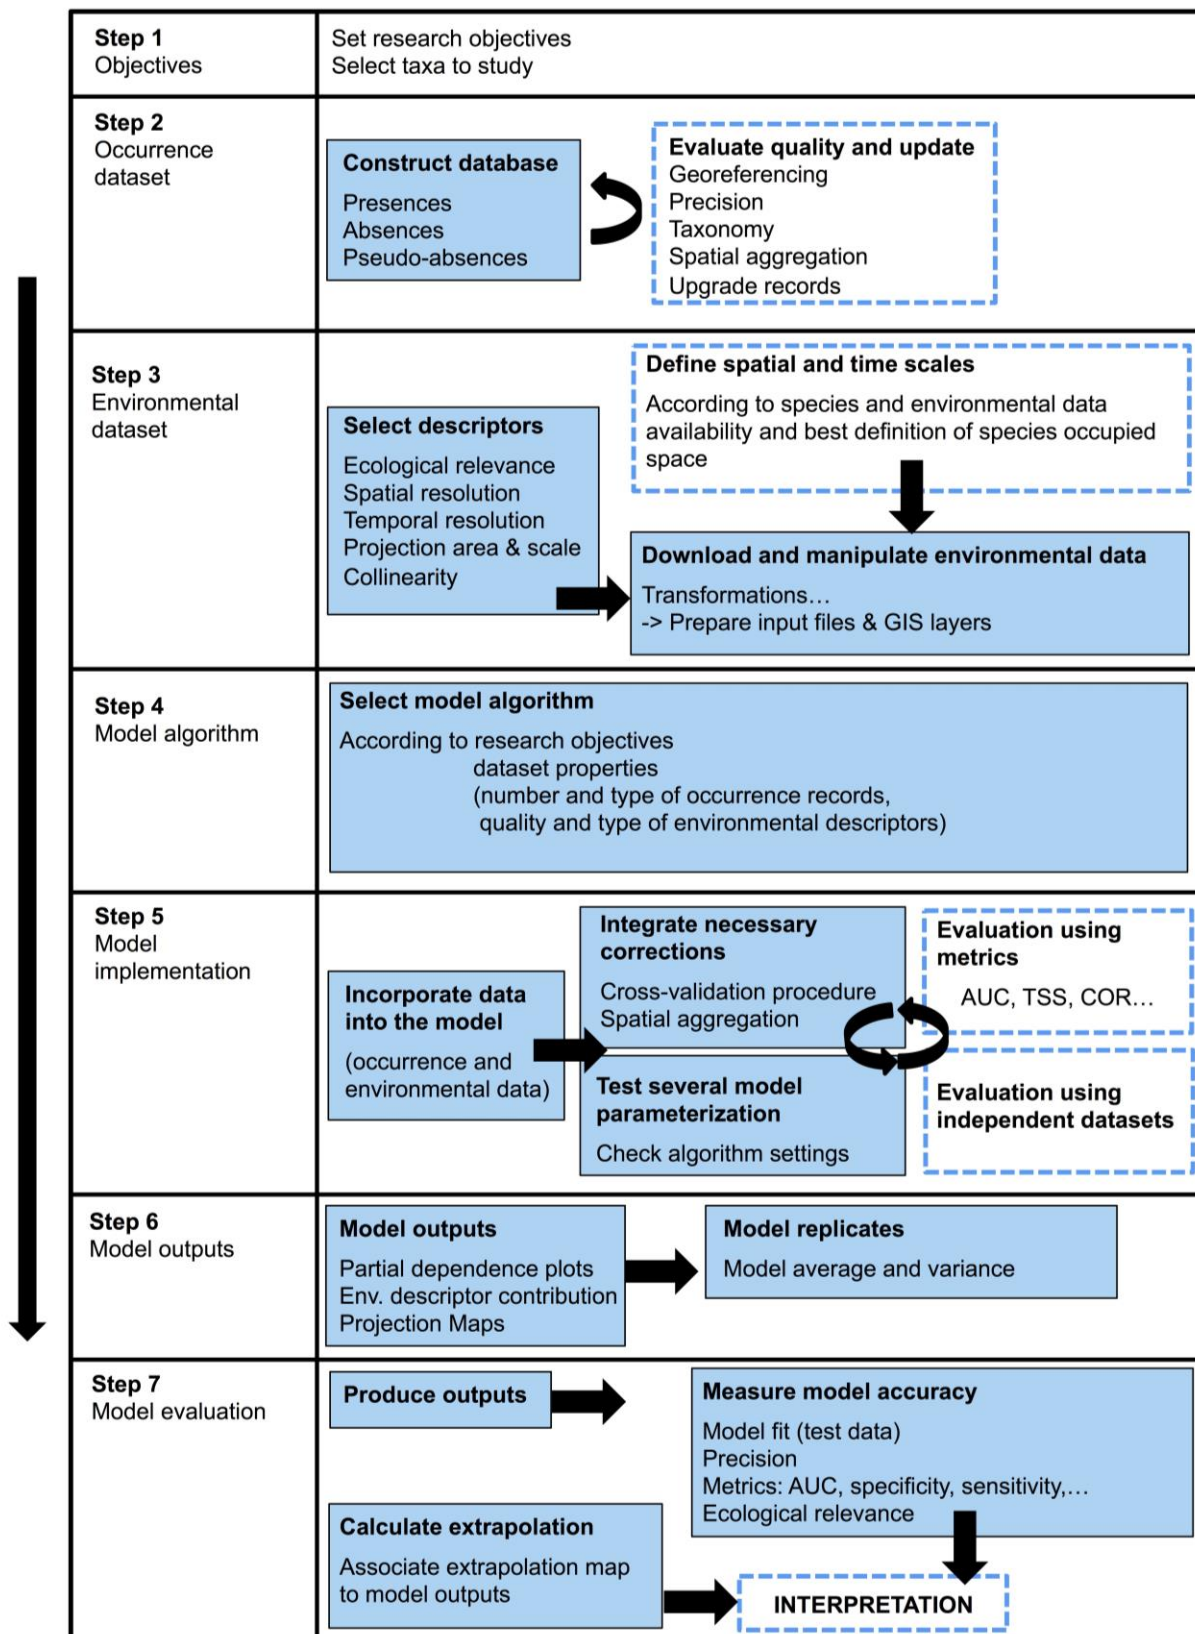 Step 1
Objectives
Set research objectives
Select taxa to study
Step 2
Occurrence
dataset
Construct database
Presences
Absences
Pseudo-absences
Evaluate quality and update
Georeferencing
Precision
Taxonomy
Spatial aggregation
Upgrade records
Step 3
Environmental
dataset
Select descriptors
Ecological relevance
Spatial resolution
Temporal resolution
Projection area & scale
Collinearity
Define spatial and time scales
According to species and environmental data
availability and best definition of species occupied
space
Download and manipulate environmental data
Transformations…
-> Prepare input files & GIS layers
Step 4
Model algorithm
Select model algorithm
According to research objectives
dataset properties
(number and type of occurrence records,
quality and type of environmental descriptors)
Step 5
Model
implementation
Incorporate data
into the model
(occurrence and
environmental data)
Integrate necessary
corrections
Cross-validation procedure
Spatial aggregation
Test several model
parameterization
Check algorithm settings
Evaluation using
metrics
AUC, TSS, COR…
Evaluation using
independent datasets
Step 6
Model outputs
Model outputs
Partial dependence plots
Env. descriptor contribution
Projection Maps
Model replicates
Model average and variance
Step 7
Model evaluation
Produce outputs
Measure model accuracy
Model fit (test data)
Precision
Metrics: AUC, specificity, sensitivity,…
Ecological relevance
Calculate extrapolation
Associate extrapolation map
to model outputs
INTERPRETATION